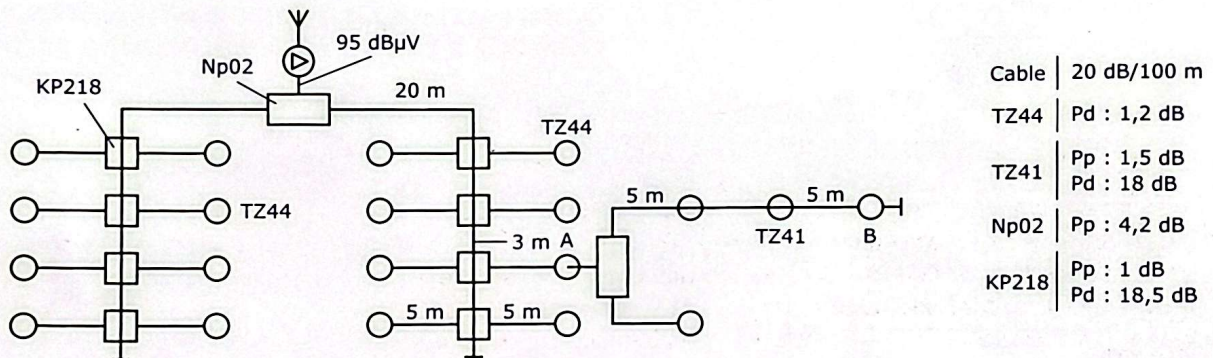 95 dBµV
Np02
KP218
20 m
TZ44
TZ44
5 m
5 m
TZ41
B
3 m A
5 m
5 m
Cable 20 dB/100 m
TZ44 Pd : 1,2 dB
TZ41 Pp : 1,5 dB
Pd : 18 dB
Np02 Pp : 4,2 dB
KP218 Pp : 1 dB
Pd : 18,5 dB